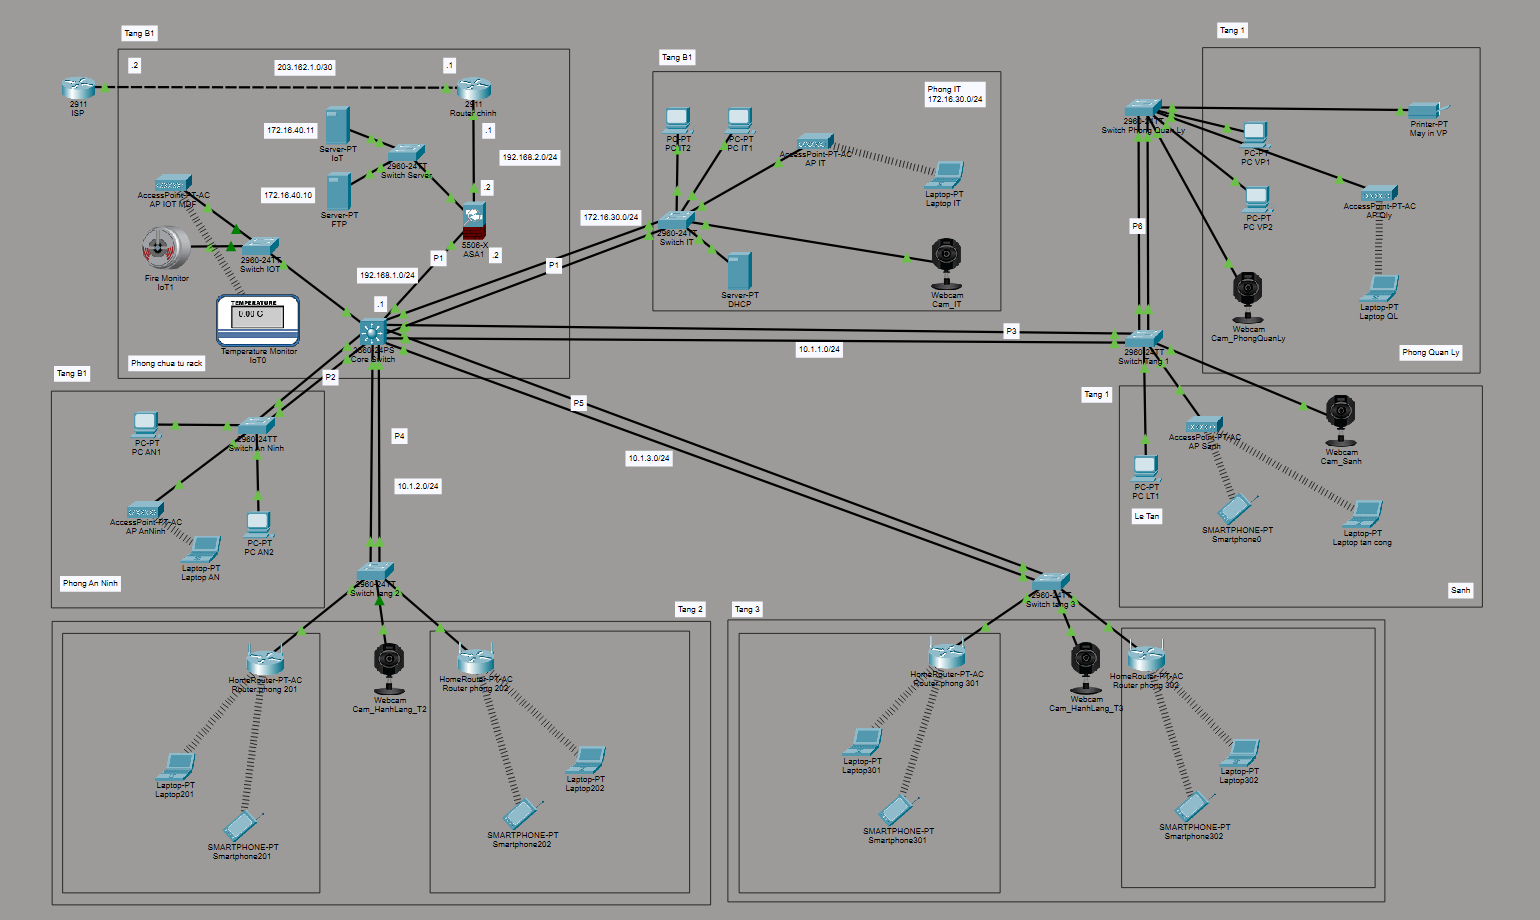 Tang B1
.2
203.162.1.0/30
.1
2911
ISP
2911
Router chinh
172.16.40.11
Server-PT
IoT
.1
192.168.2.0/24
2960-24TT
Switch Server
172.16.40.10
Server-PT
FTP
.2
5506-X
ASA1
.2
AccessPoint-PT-AC
AP IOT MDF
Fire Monitor
IoT1
2960-24TT
Switch IOT
P1
192.168.1.0/24
.1
TEMPERATURE
0.00 C
Temperature Monitor
IoT0
Core Switch
Phong chua tu rack
Tang B1
Phong IT
172.16.30.0/24
PC-PT
PC IT2
PC-PT
PC IT1
AccessPoint-PT-AC
AP IT
Laptop-PT
Laptop IT
172.16.30.0/24
2960-24TT
Switch IT
P1
Server-PT
DHCP
Webcam
Cam_IT
Tang 1
2960-24TT
Switch Phong Quan Ly
Printer-PT
May in VP
PC-PT
PC VP1
PC-PT
PC VP2
AccessPoint-PT-AC
AP Qly
P6
Webcam
Cam_PhongQuanLy
Laptop-PT
Laptop QL
Phong Quan Ly
P3
10.1.1.0/24
2960-24TT
Switch Tang 1
Tang 1
AccessPoint-PT-AC
AP Sanh
Webcam
Cam_Sanh
PC-PT
PC LT1
Le Tan
SMARTPHONE-PT
Smartphone0
Laptop-PT
Laptop tan cong
Sanh
Tang B1
P2
PC-PT
PC AN1
2960-24TT
Switch An Ninh
AccessPoint-PT-AC
AP AnNinh
PC-PT
PC AN2
Laptop-PT
Laptop AN
Phong An Ninh
P4
10.1.2.0/24
P5
10.1.3.0/24
2960-24TT
Switch tang 2
2960-24TT
Switch tang 3
Tang 2
HomeRouter-PT-AC
Router phong 201
HomeRouter-PT-AC
Router phong 202
Webcam
Cam_HanhLang_T2
Laptop-PT
Laptop201
SMARTPHONE-PT
Smartphone201
Laptop-PT
Laptop202
SMARTPHONE-PT
Smartphone202
Tang 3
HomeRouter-PT-AC
Router phong 301
HomeRouter-PT-AC
Router phong 302
Webcam
Cam_HanhLang_T3
Laptop-PT
Laptop301
SMARTPHONE-PT
Smartphone301
Laptop-PT
Laptop302
SMARTPHONE-PT
Smartphone302